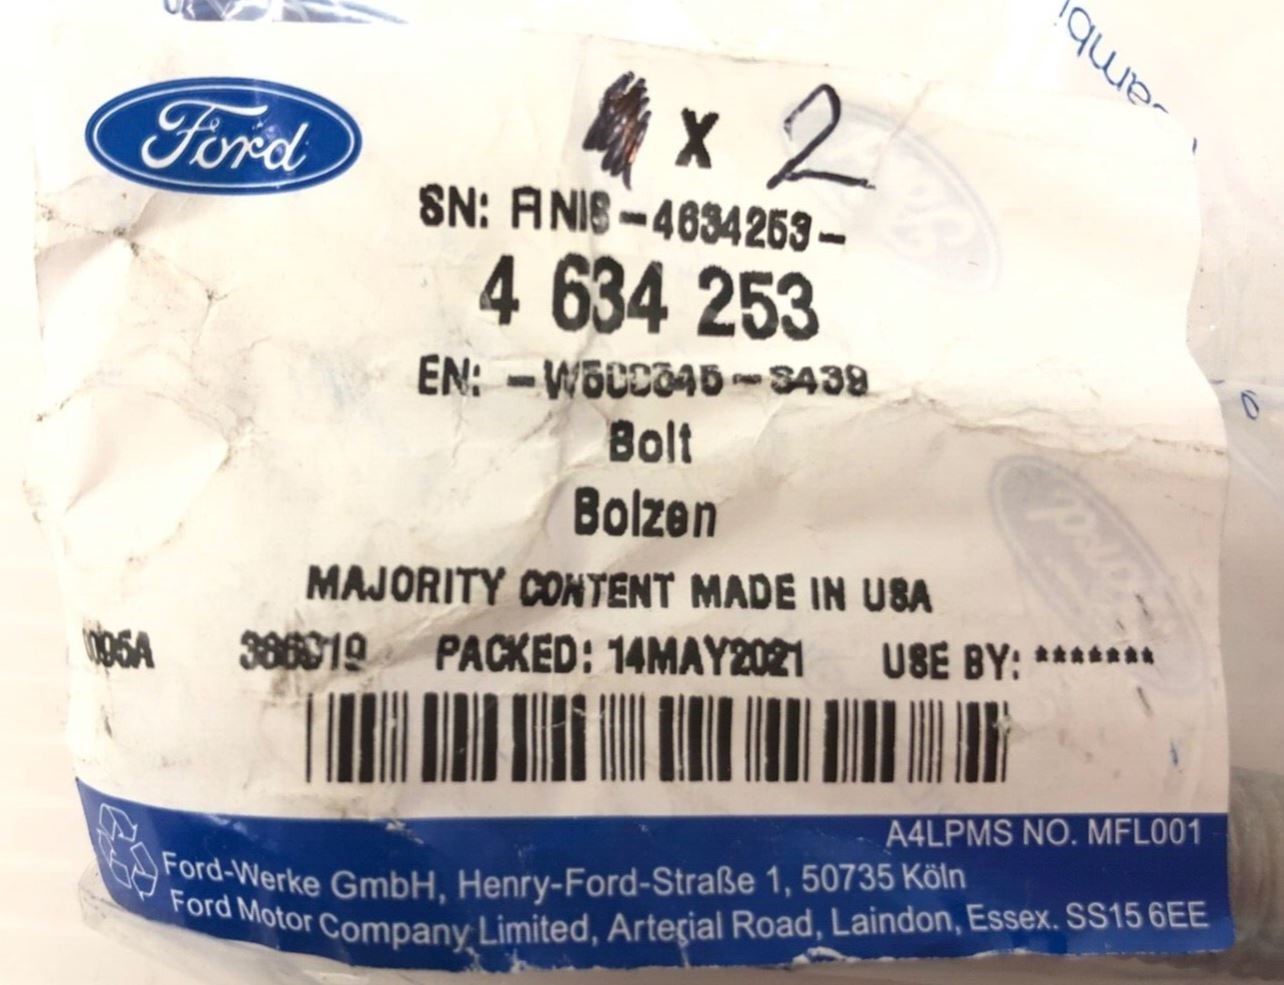 Ford
X 2
SN: ANIS-4634253-
4 634 253
EN: -W500345-S439
Bolt
Bolzen
MAJORITY CONTENT MADE IN USA
PACKED: 14MAY2021 USE BY: *******
A4LPMS NO. MFL001
Ford-Werke GmbH, Henry-Ford-Straße 1, 50735 Köln
Ford Motor Company Limited, Arterial Road, Laindon, Essex. SS15 6EE